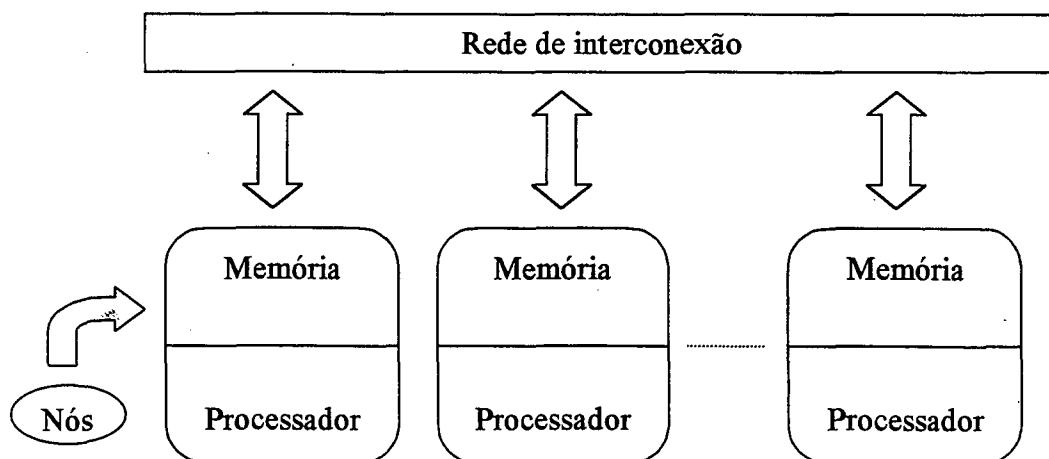 Rede de interconexão
Memória
Memória
Memória
Nós
Processador
Processador
Processador